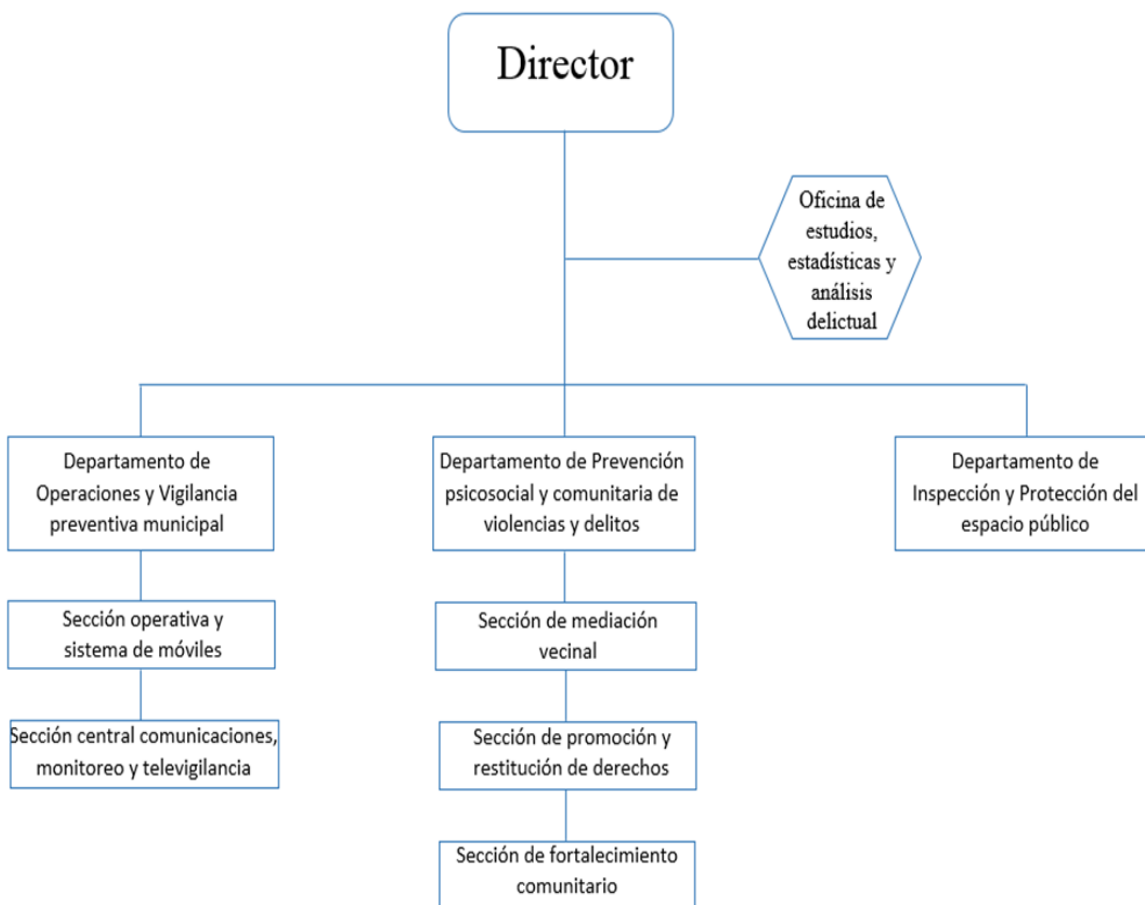 Director
Oficina de
estudios,
estadísticas y
análisis
delictual
Departamento de
Operaciones y Vigilancia
preventiva municipal
Departamento de Prevención
psicosocial y comunitaria de
violencias y delitos
Departamento de
Inspección y Protección del
espacio público
Sección operativa y
sistema de móviles
Sección de mediación
vecinal
Sección central comunicaciones,
monitoreo y televigilancia
Sección de promoción y
restitución de derechos
Sección de fortalecimiento
comunitario